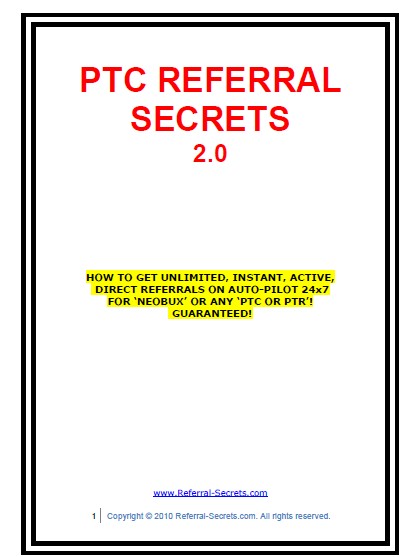 PTC REFERRAL
SECRETS
2.0
HOW TO GET UNLIMITED, INSTANT, ACTIVE,
DIRECT REFERRALS ON AUTO-PILOT 24x7
FOR ‘NEOBUX’ OR ANY ‘PTC OR PTR’!
GUARANTEED!
www.Referral-Secrets.com
1 | Copyright © 2010 Referral-Secrets.com. All rights reserved.